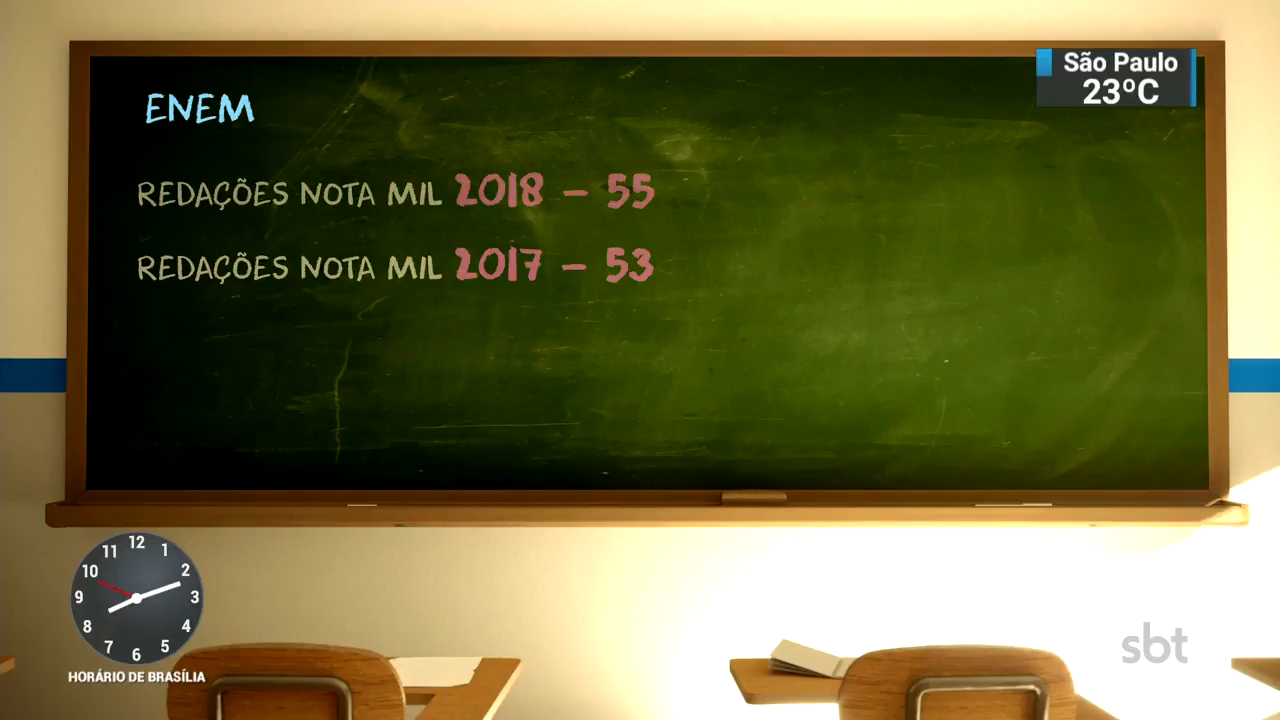 São Paulo
23ºC
ENEM
REDAÇÕES NOTA MIL 2018 – 55
REDAÇÕES NOTA MIL 2017 – 53
12
11
1
10
2
9
3
8
4
7
5
6
HORÁRIO DE BRASÍLIA
sbt